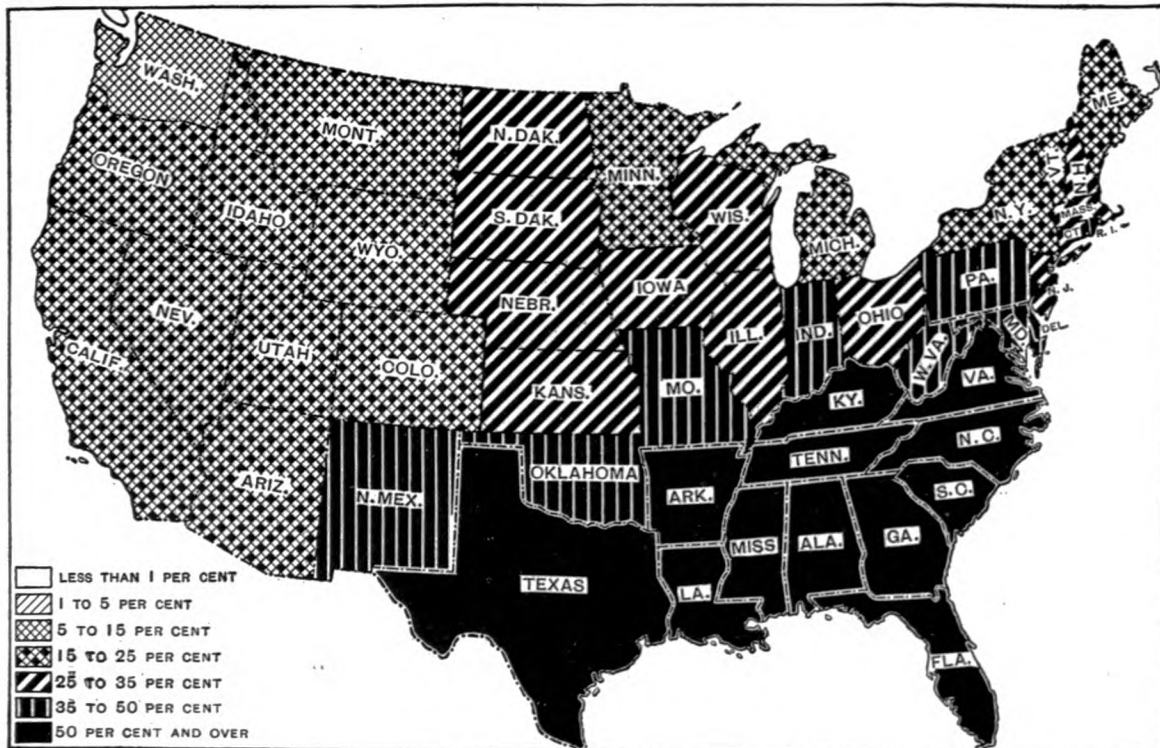 WASH.
MONT.
N.DAK.
MINN.
ME.
OREGON
IDAHO
S.DAK.
WIS.
VT.
N.H.
WYO.
MICH.
N.Y.
MASS.
CT.
R.I.
NEV.
NEBR.
IOWA
PA.
N.J.
CALIF.
UTAH
COLO.
ILL.
IND.
OHIO
MD.
DEL.
KANS.
MO.
W.VA.
VA.
KY.
N.C.
ARIZ.
N.MEX.
OKLAHOMA
TENN.
ARK.
S.C.
MISS
ALA.
GA.
TEXAS
LA.
FLA.
LESS THAN 1 PER CENT
1 TO 5 PER CENT
5 TO 15 PER CENT
15 TO 25 PER CENT
25 TO 35 PER CENT
35 TO 50 PER CENT
50 PER CENT AND OVER